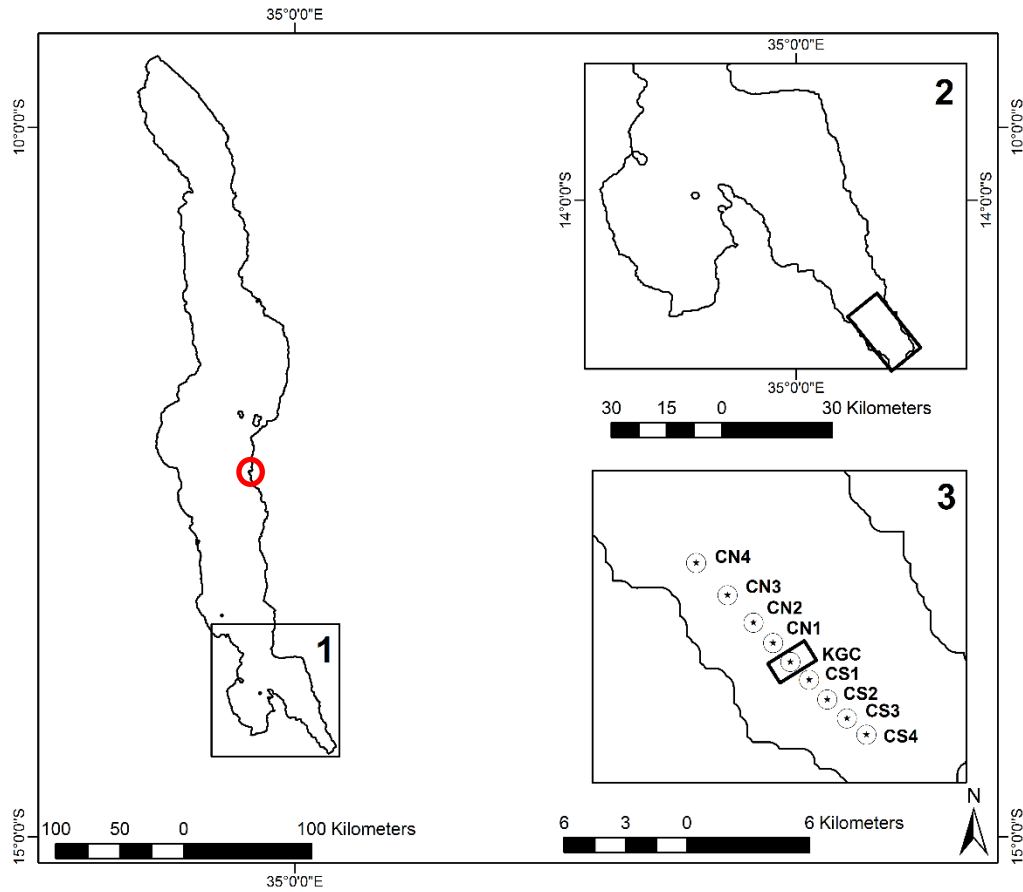 35°0'0"E
35°0'0"E
2
10°0'0"S
10°0'0"S
14°0'0"S
14°0'0"S
35°0'0"E
30 15 0 30 Kilometers
3
CN4
CN3
CN2
CN1
KGC
CS1
CS2
CS3
CS4
1
N
100 50 0 100 Kilometers
6 3 0 6 Kilometers
15°0'0"S
15°0'0"S
35°0'0"E